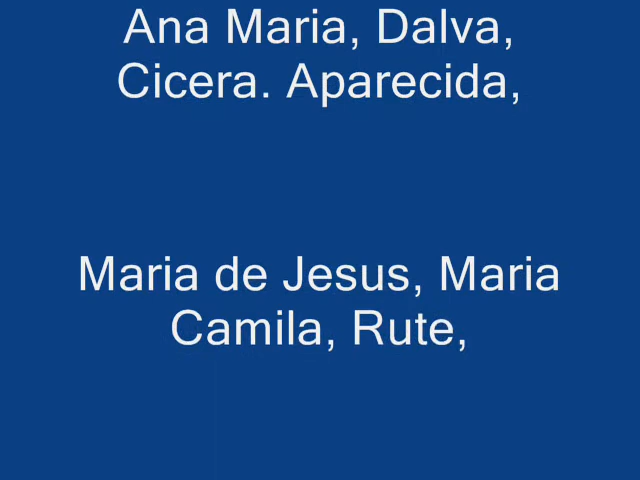 Ana Maria, Dalva,
Cicera. Aparecida,
Maria de Jesus, Maria
Camila, Rute,